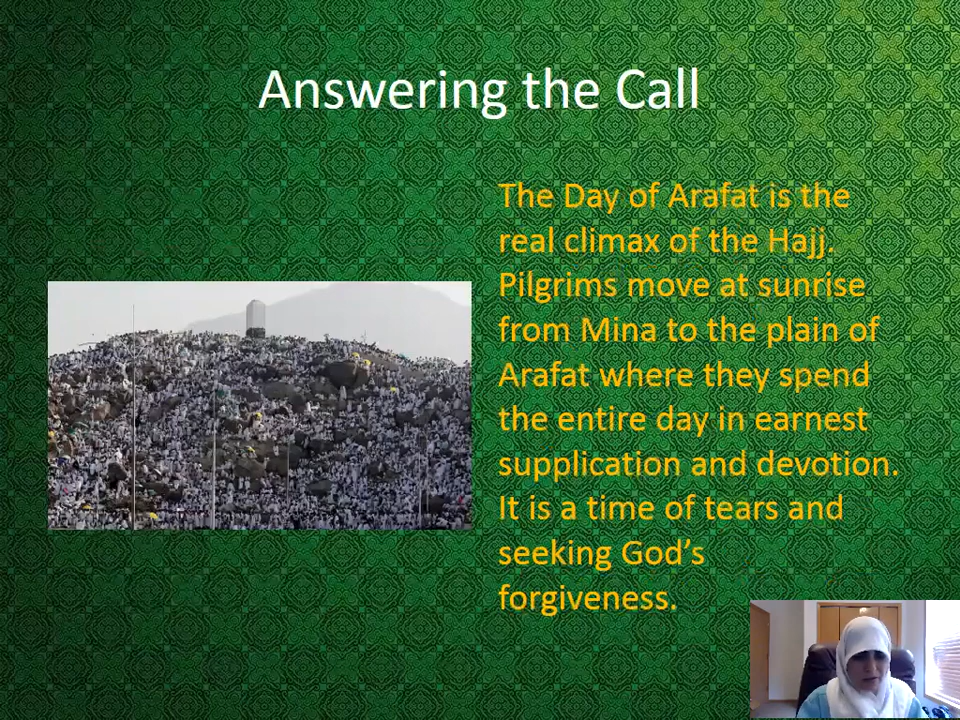 Answering the Call
The Day of Arafat is the
real climax of the Hajj.
Pilgrims move at sunrise
from Mina to the plain of
Arafat where they spend
the entire day in earnest
supplication and devotion.
It is a time of tears and
seeking God’s
forgiveness.